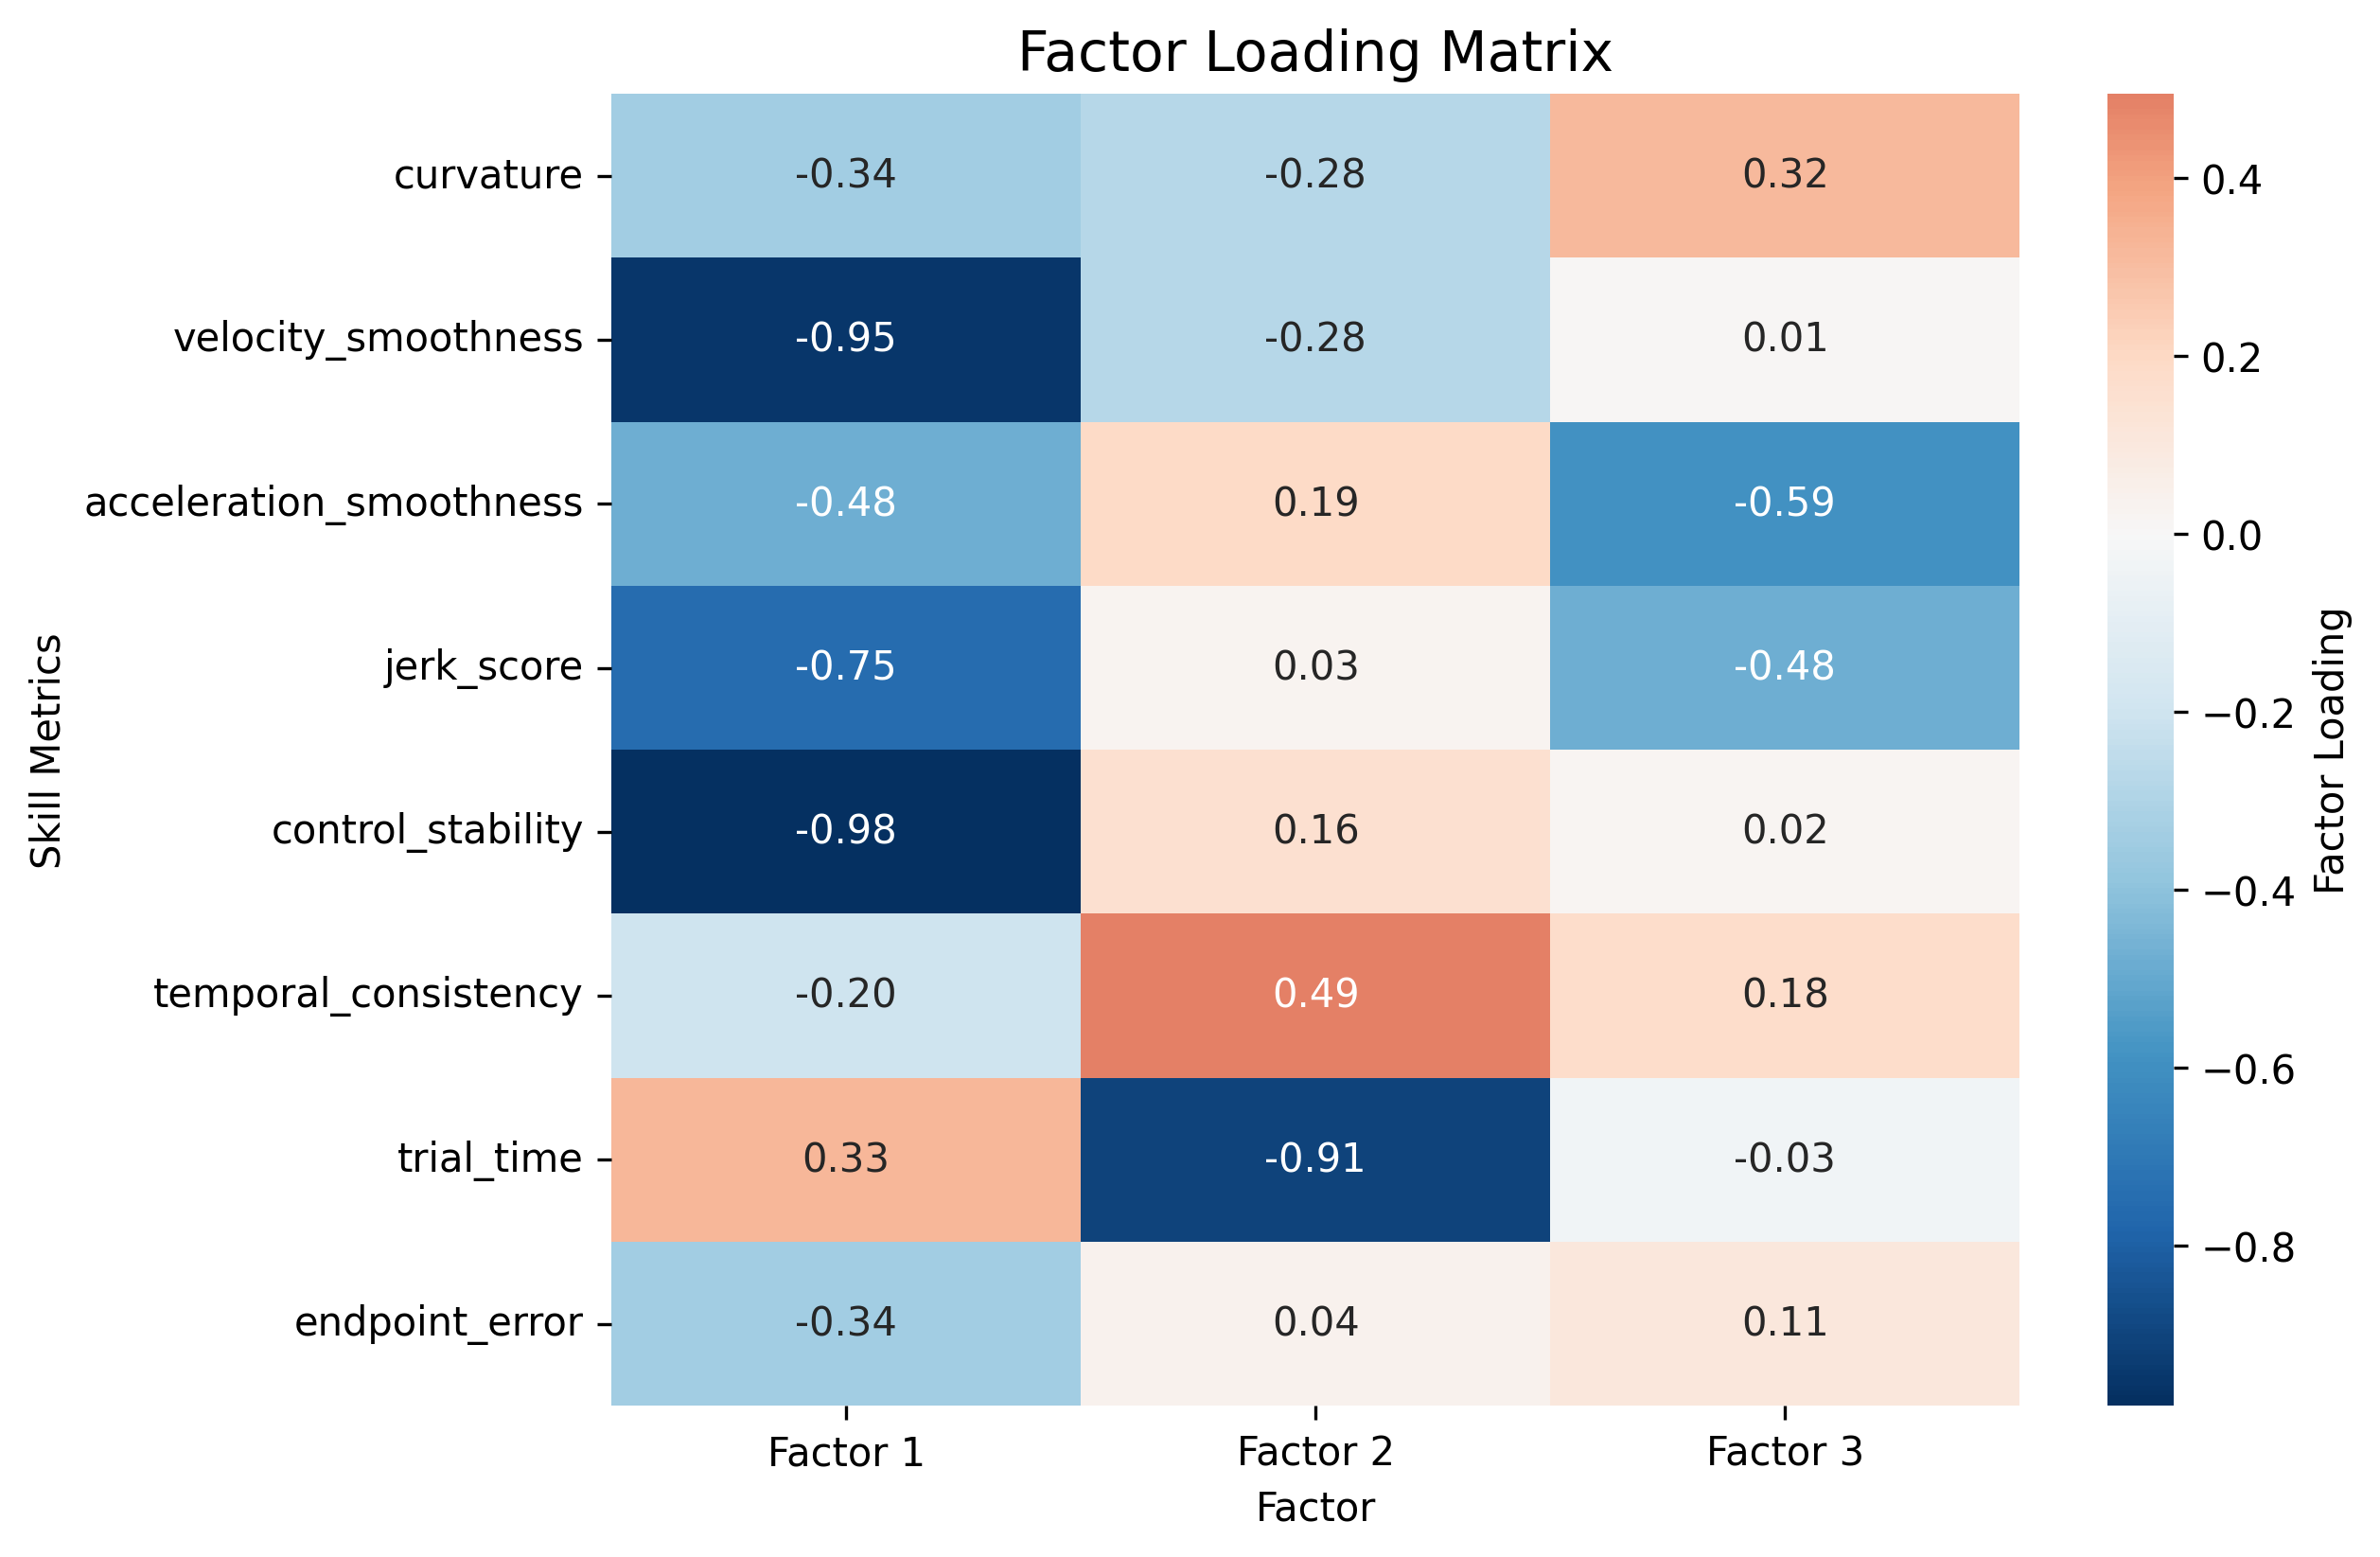 Factor Loading Matrix
curvature -0.34 -0.28 0.32
velocity_smoothness -0.95 -0.28 0.01
acceleration_smoothness -0.48 0.19 -0.59
jerk_score -0.75 0.03 -0.48
control_stability -0.98 0.16 0.02
temporal_consistency -0.20 0.49 0.18
trial_time 0.33 -0.91 -0.03
endpoint_error -0.34 0.04 0.11
Factor 1 Factor 2 Factor 3
Factor
Skill Metrics
0.4
0.2
0.0
−0.2
−0.4
−0.6
−0.8
Factor Loading